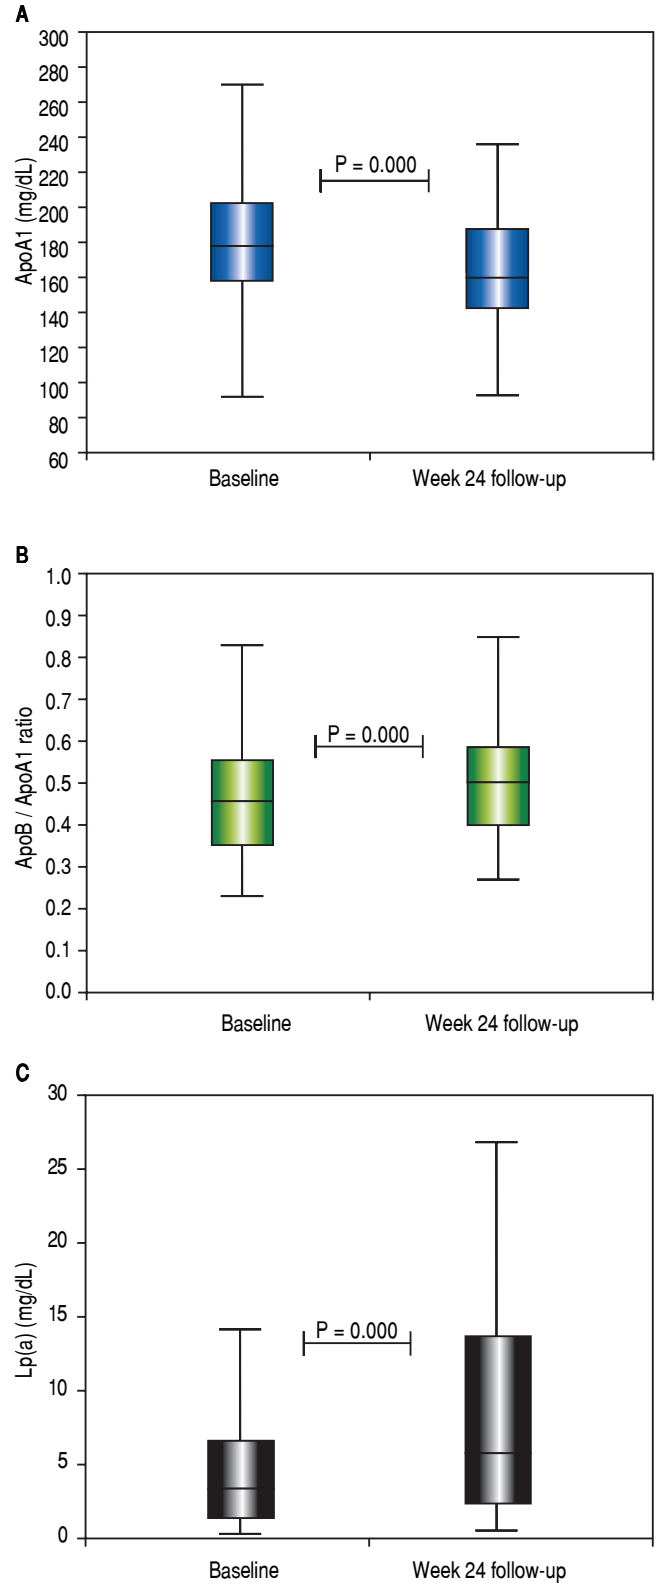 A
300
280
260
240
220
200
180
160
140
120
100
80
60
ApoA1 (mg/dL)
P = 0.000
Baseline
Week 24 follow-up
B
1.0
0.9
0.8
0.7
0.6
0.5
0.4
0.3
0.2
0.1
0.0
ApoB / ApoA1 ratio
P = 0.000
Baseline
Week 24 follow-up
C
30
25
20
15
10
5
0
Lp(a) (mg/dL)
P = 0.000
Baseline
Week 24 follow-up